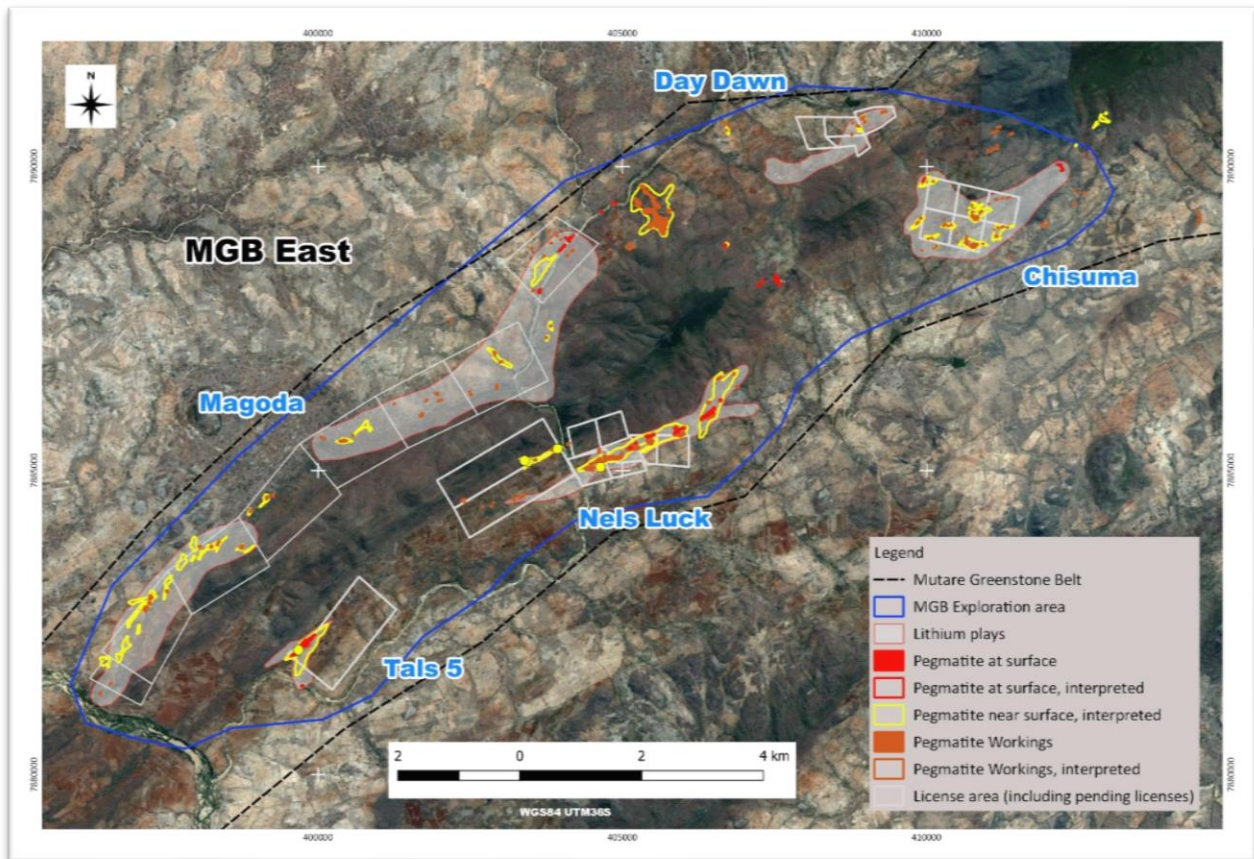 400000
405000
410000
N
Day Dawn
7890000
7890000
MGB East
Chisuma
Magoda
7885000
7885000
Nels Luck
Legend
Mutare Greenstone Belt
MGB Exploration area
Lithium plays
Pegmatite at surface
Pegmatite at surface, interpreted
Pegmatite near surface, interpreted
Pegmatite Workings
Pegmatite Workings, interpreted
License area (including pending licenses)
Tals 5
2 0 2 4 km
7880000
7880000
WGS84 UTM36S
400000
405000
410000